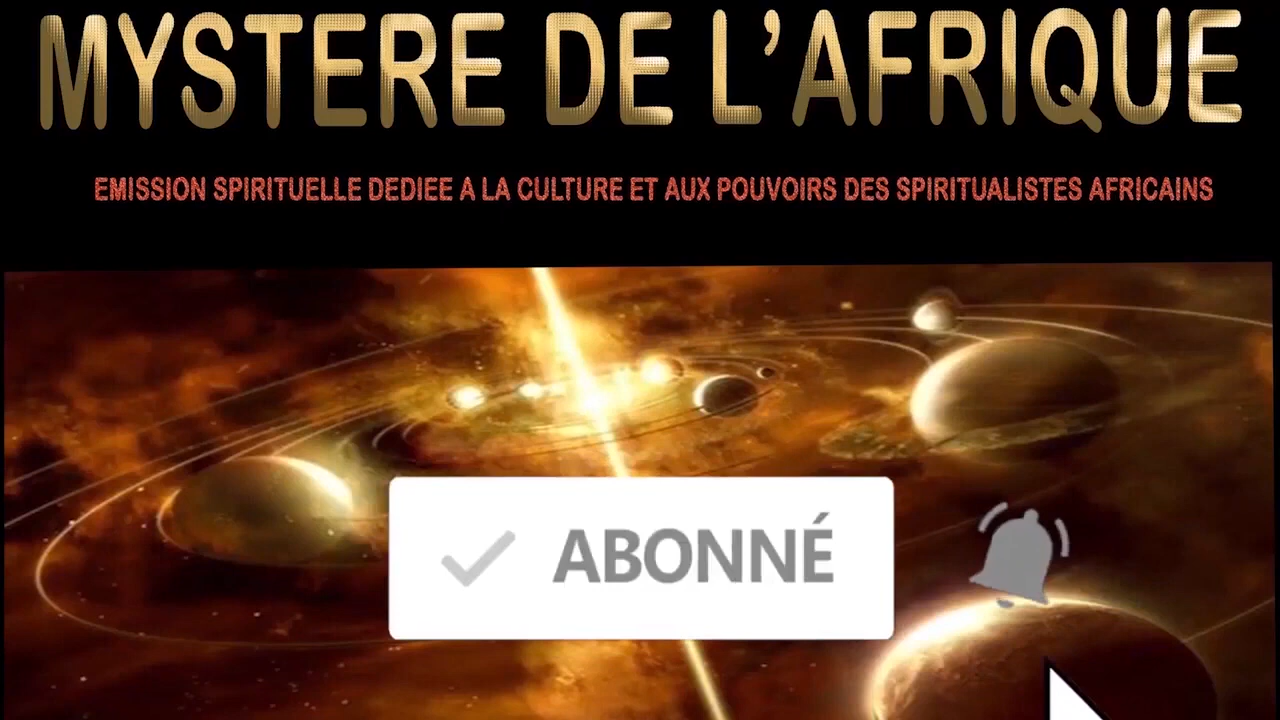 MYSTERE DE L’AFRIQUE
EMISSION SPIRITUELLE DEDIEE A LA CULTURE ET AUX POUVOIRS DES SPIRITUALISTES AFRICAINS
ABONNÉ